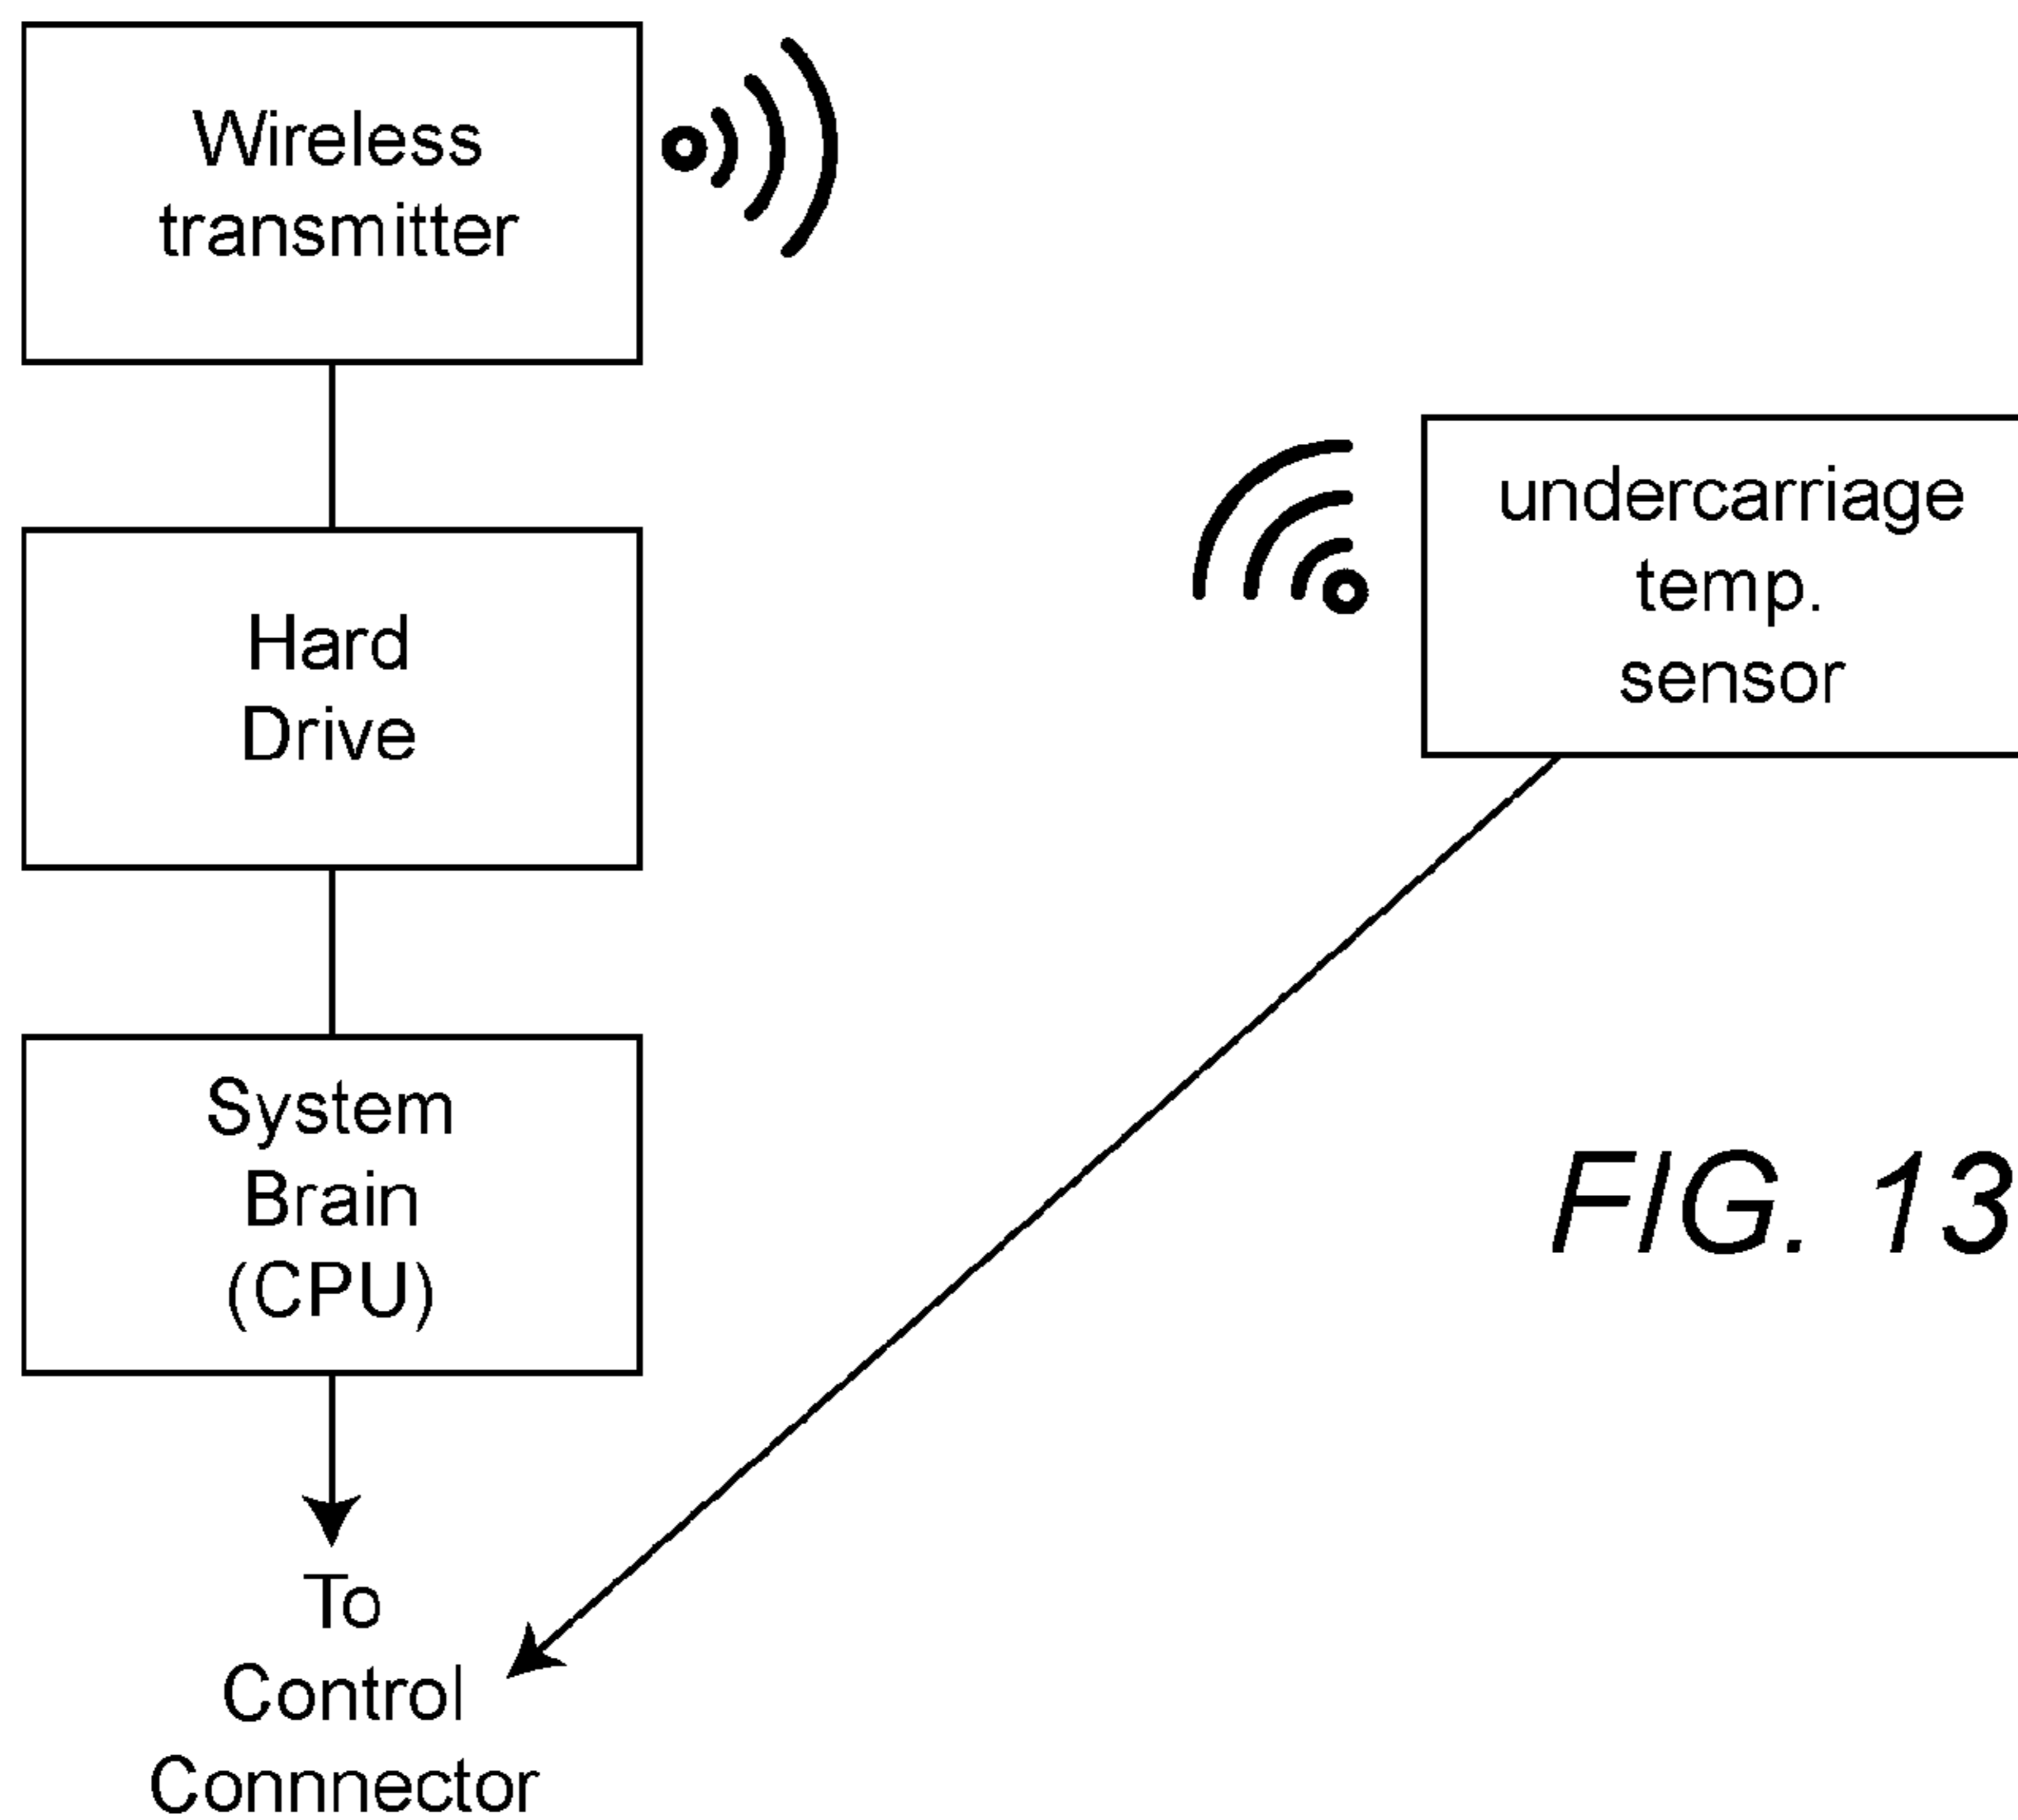 Wireless
transmitter
undercarriage
temp.
sensor
Hard
Drive
System
Brain
(CPU)
FIG. 13
To
Control
Connnector